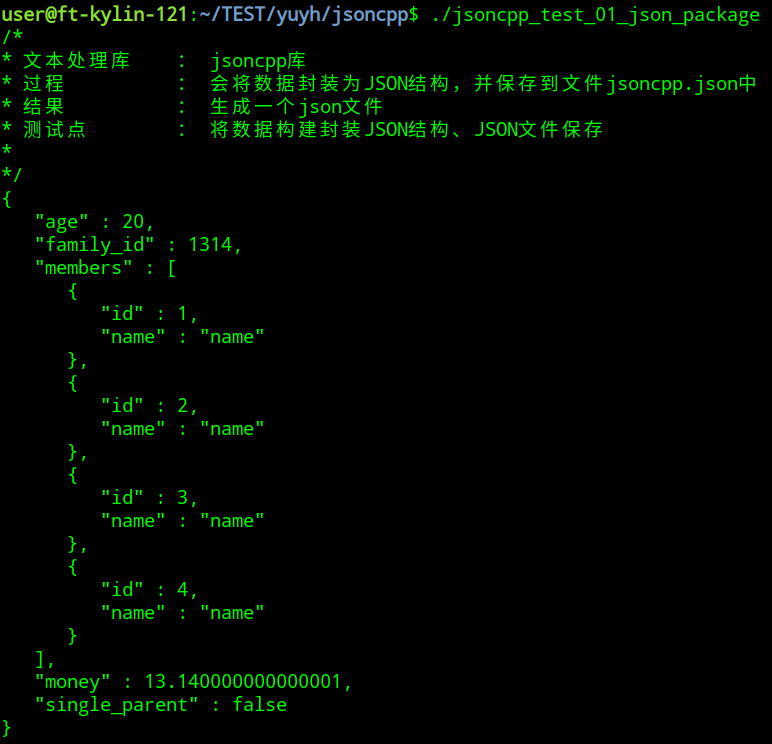 user@ft-kylin-121:~/TEST/yuyh/jsoncpp$ ./jsoncpp_test_01_json_package
/*
* 文本处理库 : jsoncpp库
* 过程 : 会将数据封装为JSON结构，并保存到文件jsoncpp.json中
* 结果 : 生成一个json文件
* 测试点 : 将数据构建封装JSON结构、JSON文件保存
*
*/
{
   "age" : 20,
   "family_id" : 1314,
   "members" : [
      {
         "id" : 1,
         "name" : "name"
      },
      {
         "id" : 2,
         "name" : "name"
      },
      {
         "id" : 3,
         "name" : "name"
      },
      {
         "id" : 4,
         "name" : "name"
      }
   ],
   "money" : 13.140000000000001,
   "single_parent" : false
}